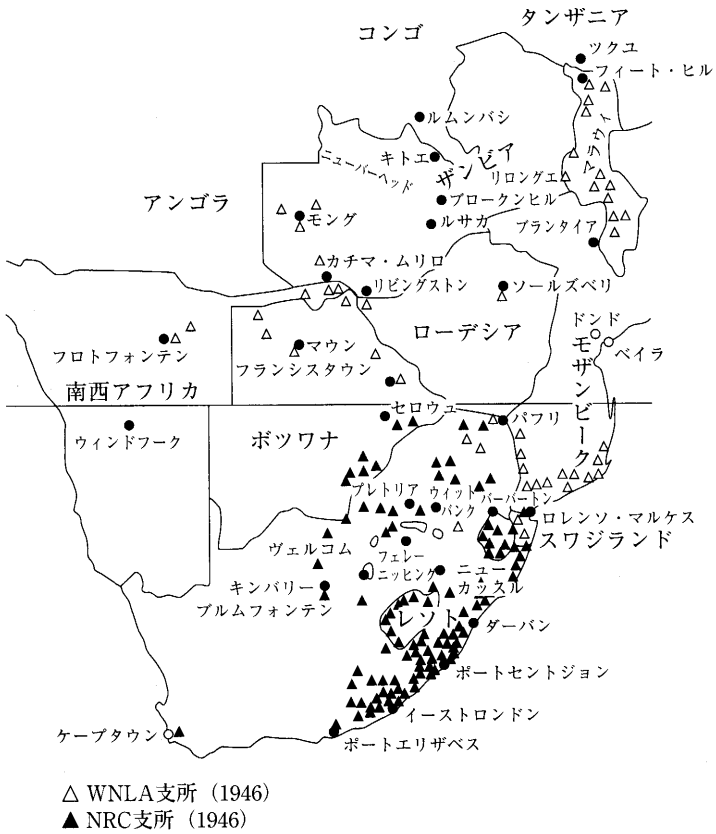 タンザニア
コンゴ
ツクユ
フィート・ヒル
ルムンバシ
マラウイ
キトエ
ザンビア
ニューバーヘッド
リロングエ
アンゴラ
ブロークンヒル
モング
ルサカ
ブランタイア
カチマ・ムリロ
リビングストン
ソールズベリ
ローデシア
ドンド
ベイラ
モザンビーク
フロトフォンテン
マウン
フランシスタウン
南西アフリカ
セロウェ
パフリ
ウィンドフーク
ボツワナ
プレトリア
ウィット
バンク
バーバートン
ロレンソ・マルケス
スワジランド
ヴェルコム
フェレー
ニッヒング
ニュー
カッスル
キンバリー
ブルムフォンテン
レソト
ダーバン
ポートセントジョン
イーストロンドン
ケープタウン
ポートエリザベス
△ WNLA支所 (1946)
▲ NRC支所 (1946)